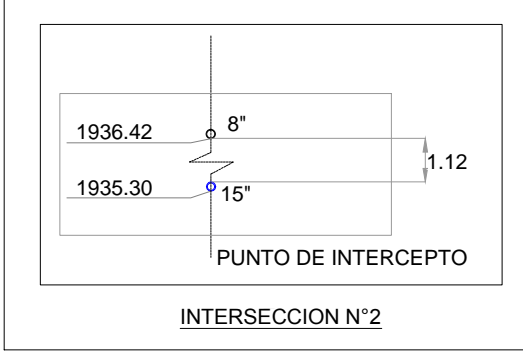 1936.42
8"
1.12
1935.30
15"
PUNTO DE INTERCEPTO
INTERSECCION N°2